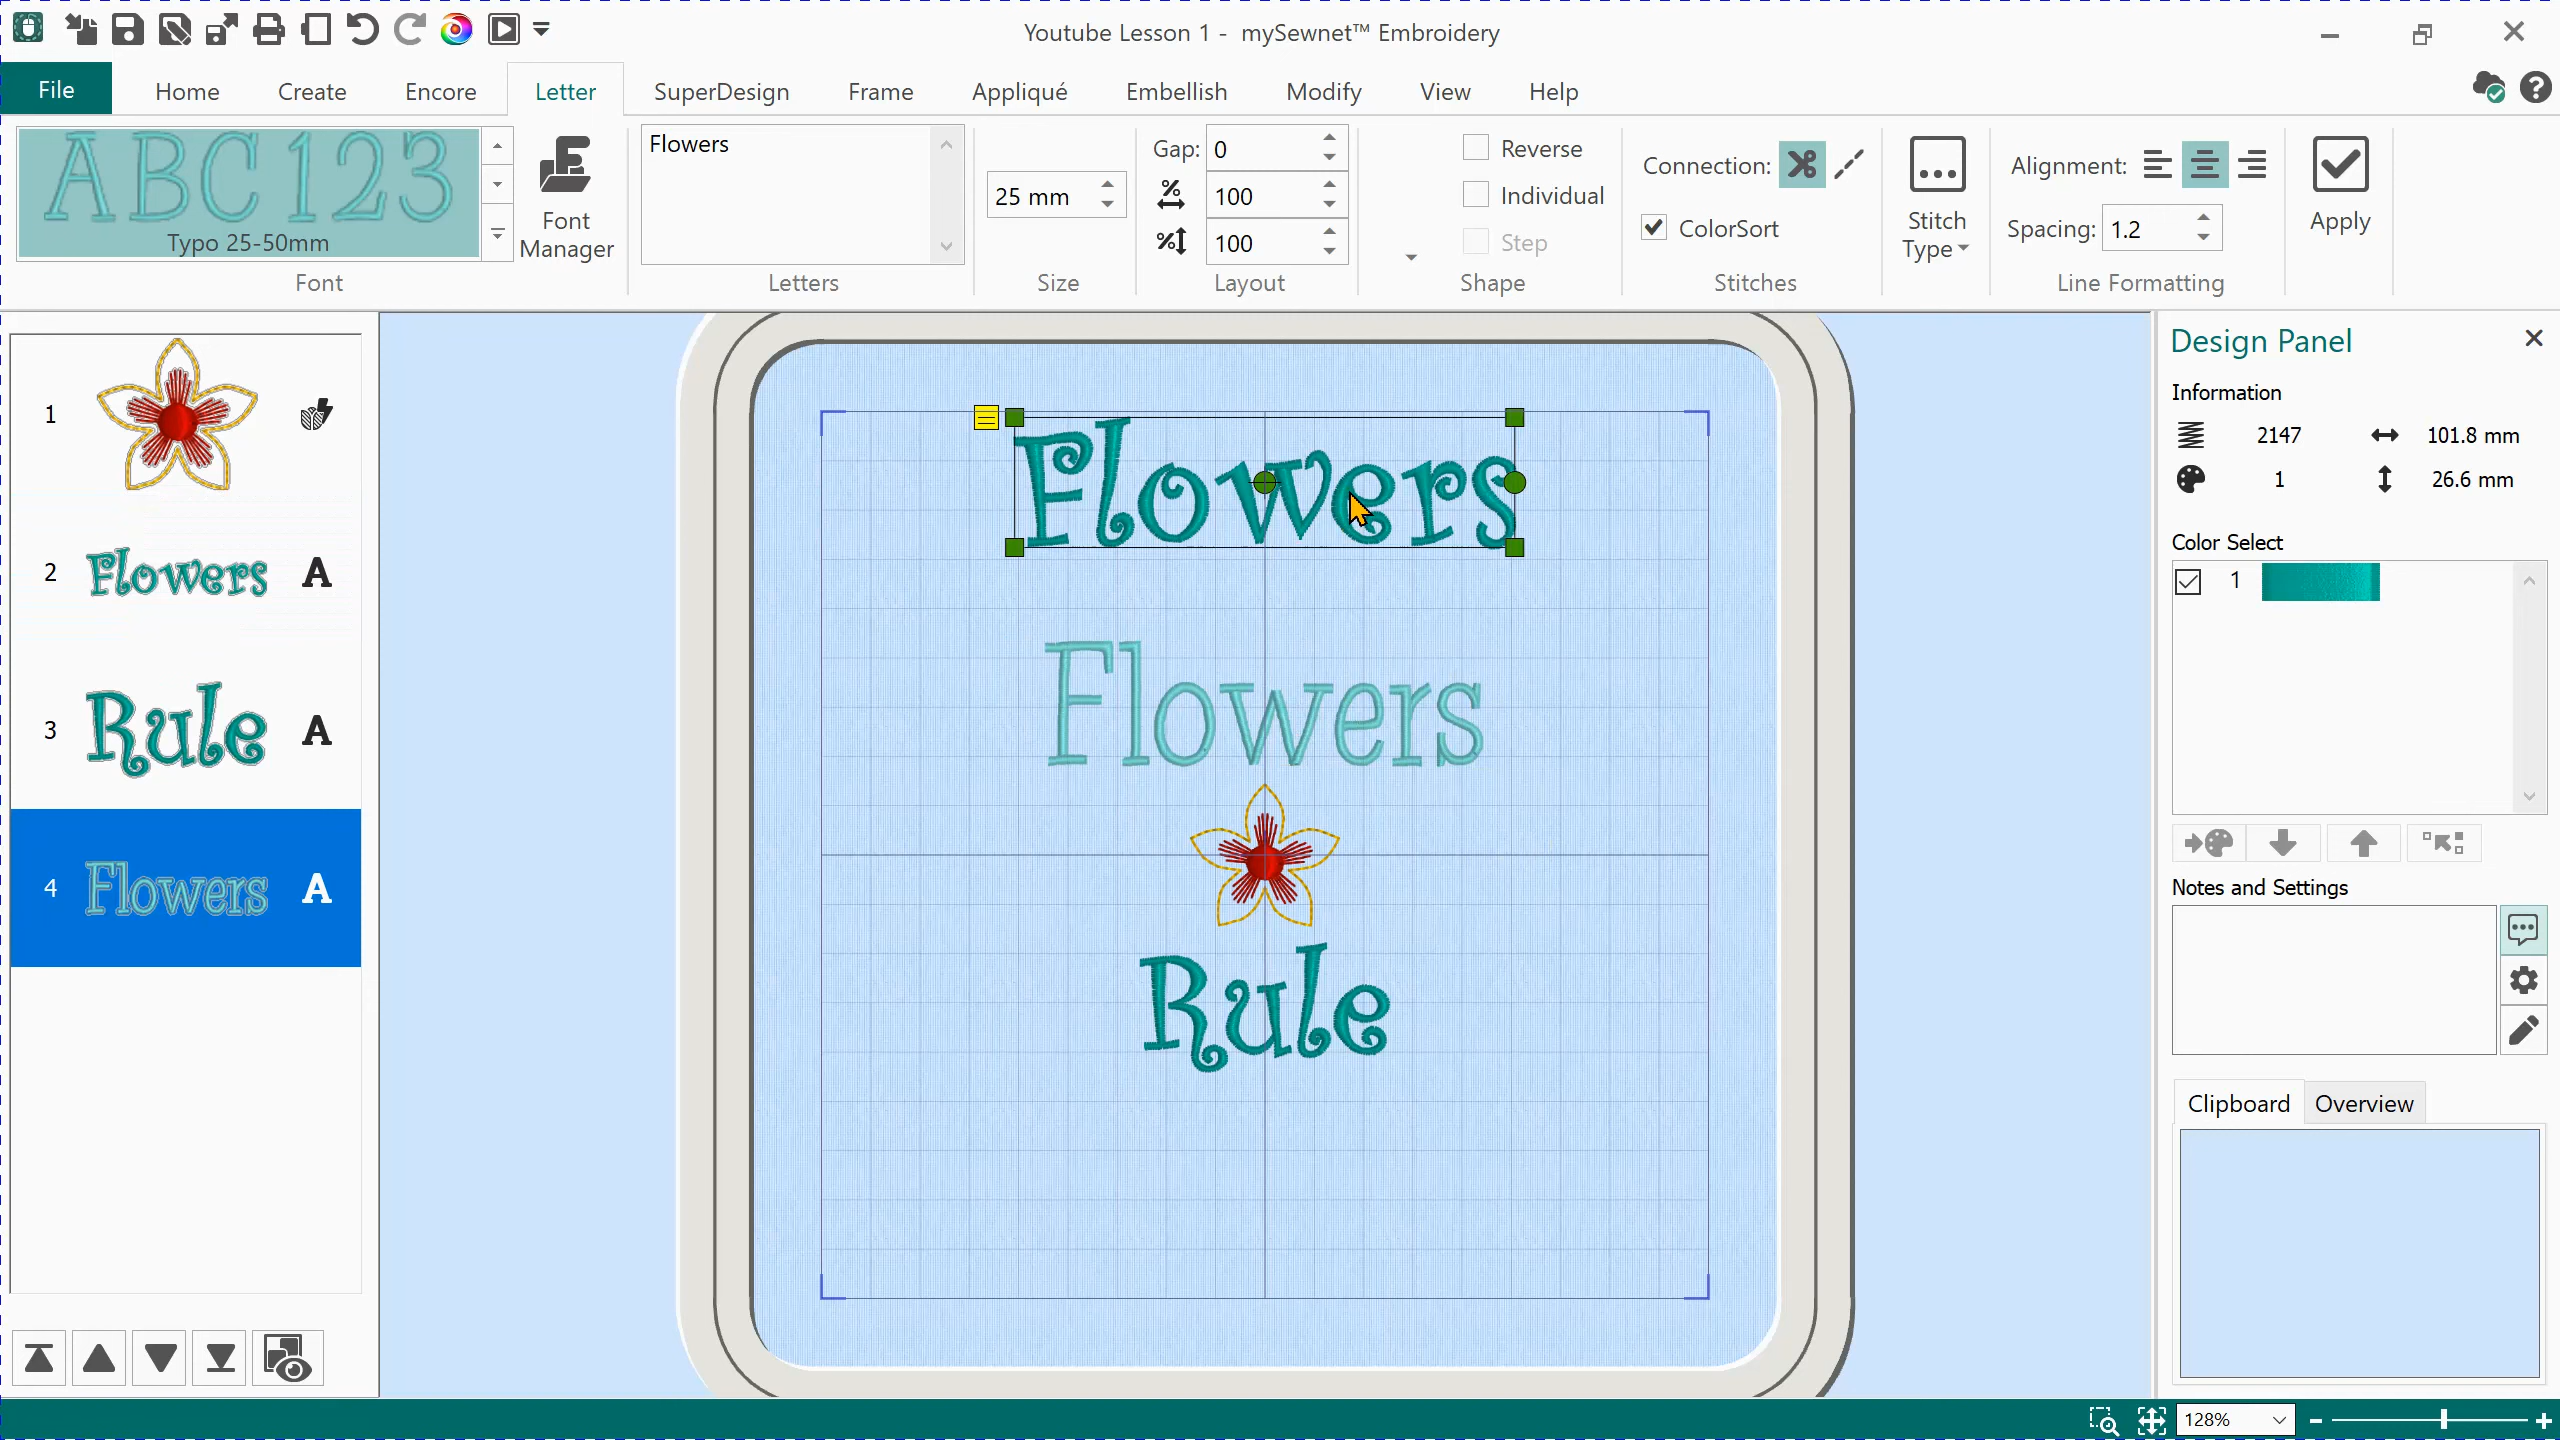 Youtube Lesson 1 - mySewnet™ Embroidery
File
Home
Create
Encore
Letter
SuperDesign
Frame
Appliqué
Embellish
Modify
View
Help
ABC123
Typo 25-50mm
Font Manager
Font
Flowers
Letters
25 mm
Size
Gap: 0
100
100
Layout
Reverse
Individual
Step
Shape
Connection:
ColorSort
Stitches
Stitch Type
Alignment:
Spacing: 1.2
Line Formatting
Apply
1
2 Flowers A
3 Rule A
4 Flowers A
Flowers
Flowers
Rule
Design Panel
Information
2147
101.8 mm
1
26.6 mm
Color Select
1
Notes and Settings
Clipboard
Overview
128%